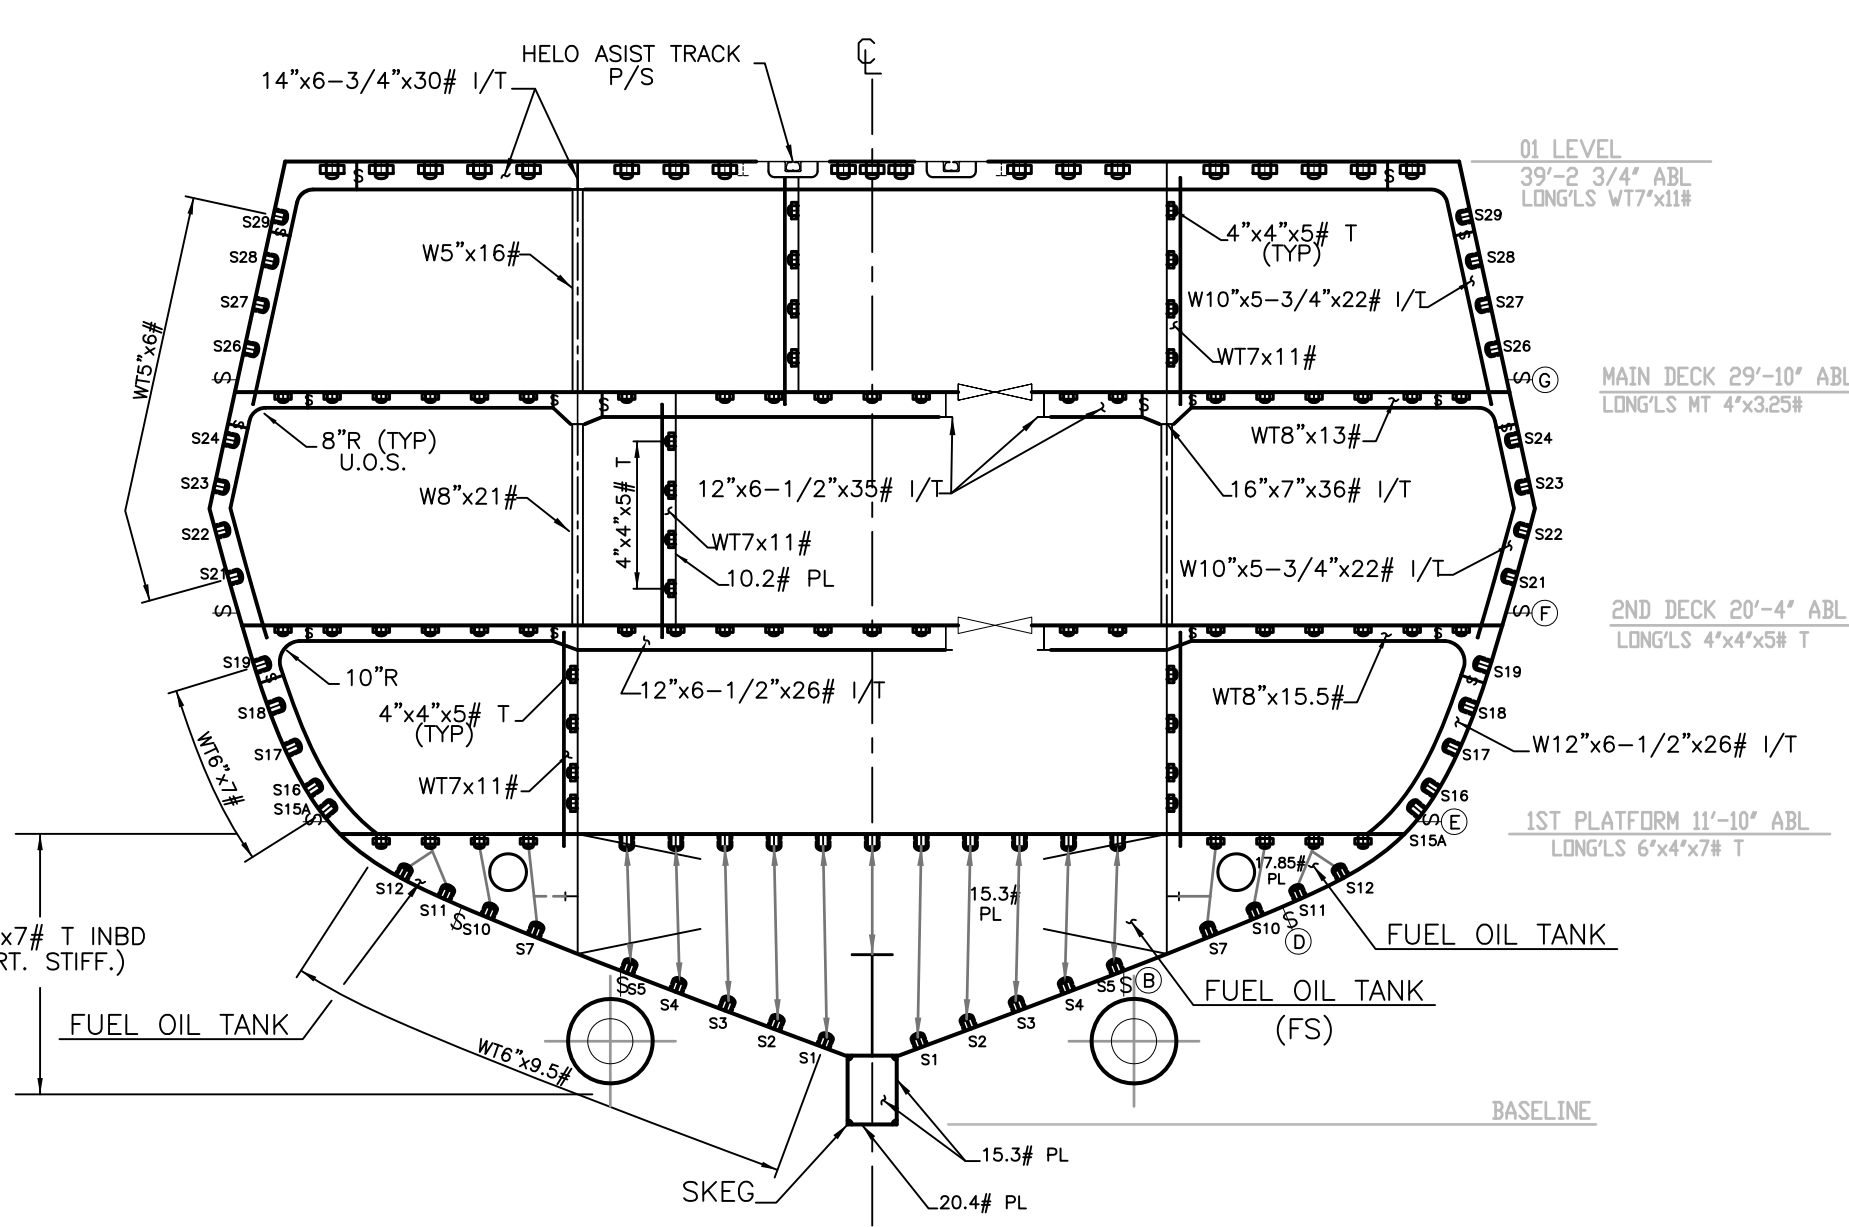 HELO ASIST TRACK
P/S
14"x6-3/4"x30# I/T
CL
01 LEVEL
39'-2 3/4" ABL
LONG'LS WT7"x11#
S29
S28
S27
S26
WT5"x6#
W5"x16#
4"x4"x5# T
(TYP)
W10"x5-3/4"x22# I/T
WT7x11#
S29
S28
S27
S26
S
G
MAIN DECK 29'-10" ABL
LONG'LS MT 4"x3.25#
S24
S23
S22
S21
8"R (TYP)
U.O.S.
W8"x21#
4"x4"x5# T
12"x6-1/2"x35# I/T
WT7x11#
10.2# PL
WT8"x13#
16"x7"x36# I/T
W10"x5-3/4"x22# I/T
S24
S23
S22
S21
S
F
2ND DECK 20'-4" ABL
LONG'LS 4"x4"x5# T
S19
S18
S17
S16
S15A
WT6"x7#
10"R
4"x4"x5# T
(TYP)
WT7x11#
12"x6-1/2"x26# I/T
WT8"x15.5#
W12"x6-1/2"x26# I/T
S19
S18
S17
S16
S15A
S
E
1ST PLATFORM 11'-10" ABL
LONG'LS 6"x4"x7# T
17.85#
PL
15.3#
PL
S12
S11
S10
S7
S5
S4
S3
S2
S1
S1
S2
S3
S4
S5
S7
S10
S11
S12
S
D
S
B
x7# T INBD
RT. STIFF.)
FUEL OIL TANK
FUEL OIL TANK
FUEL OIL TANK
(FS)
WT6"x9.5#
BASELINE
15.3# PL
SKEG
20.4# PL